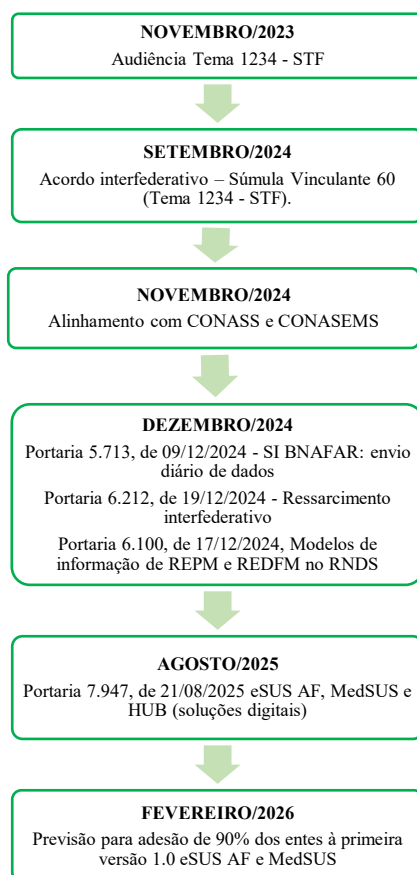 NOVEMBRO/2023
Audiência Tema 1234 - STF
SETEMBRO/2024
Acordo interfederativo – Súmula Vinculante 60
(Tema 1234 - STF).
NOVEMBRO/2024
Alinhamento com CONASS e CONASEMS
DEZEMBRO/2024
Portaria 5.713, de 09/12/2024 - SI BNAFAR: envio
diário de dados
Portaria 6.212, de 19/12/2024 - Ressarcimento
interfederativo
Portaria 6.100, de 17/12/2024, Modelos de
informação de REPM e REDFM no RNDS
AGOSTO/2025
Portaria 7.947, de 21/08/2025 eSUS AF, MedSUS e
HUB (soluções digitais)
FEVEREIRO/2026
Previsão para adesão de 90% dos entes à primeira
versão 1.0 eSUS AF e MedSUS